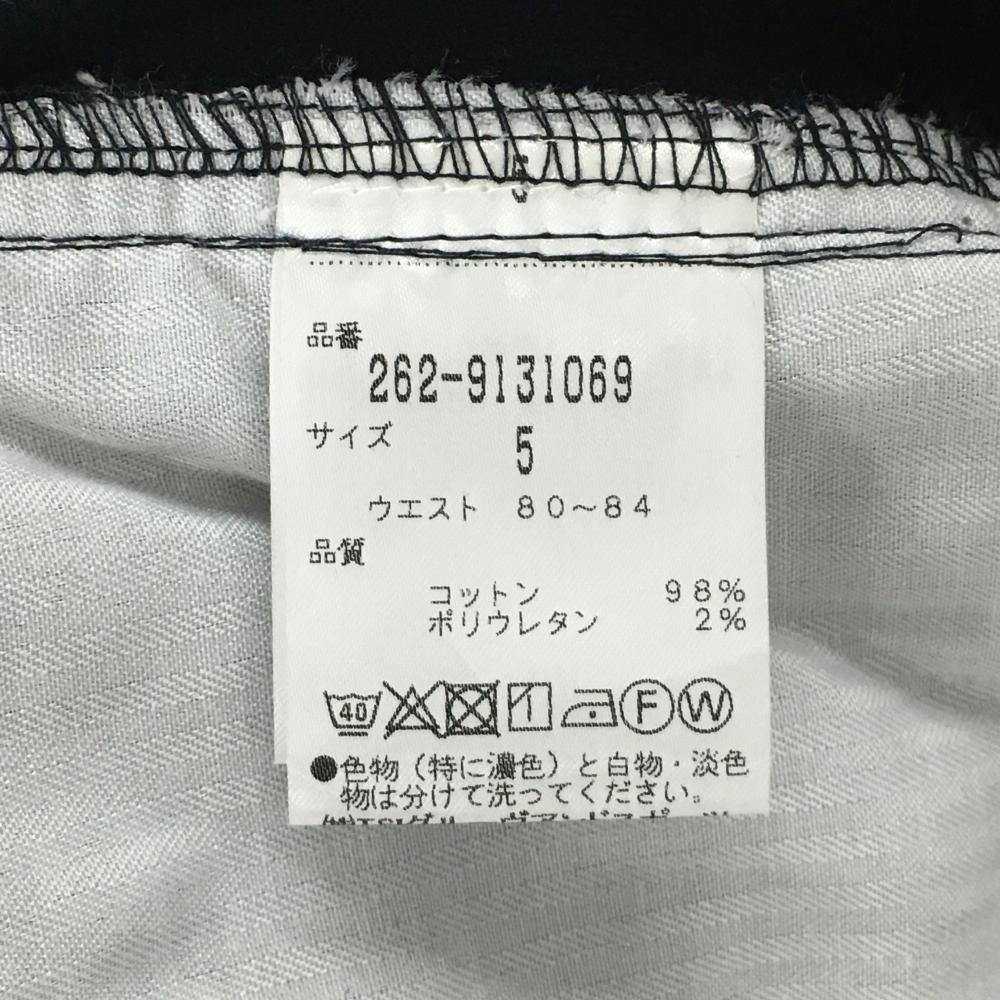 品番
262-9131069
サイズ 5
ウエスト 80〜84
品質
コットン 98%
ポリウレタン 2%
40 F W
●色物(特に濃色)と白物・淡色
物は分けて洗ってください。